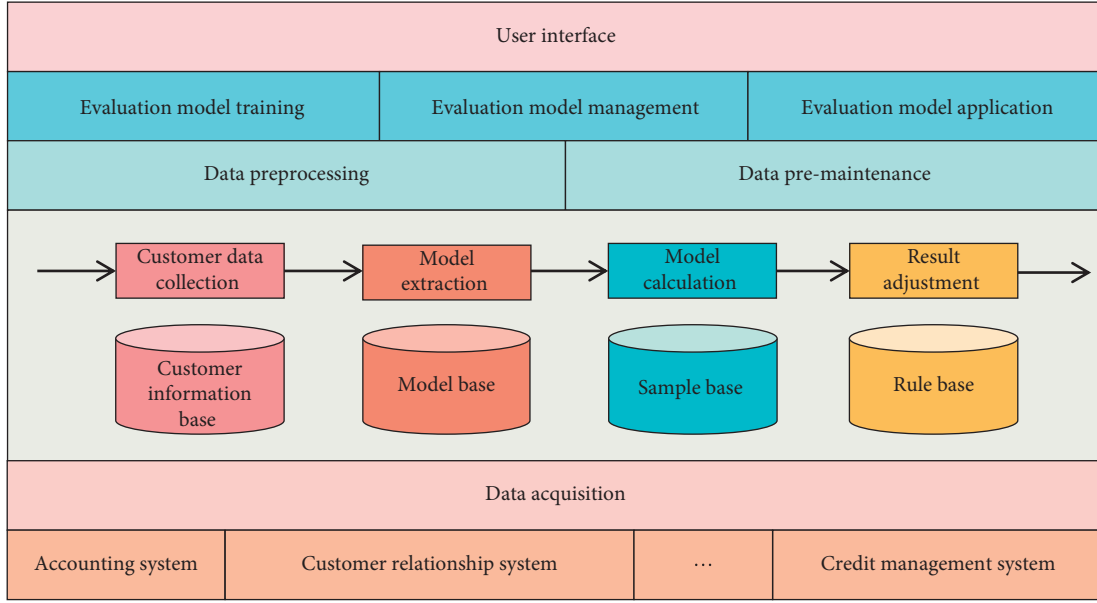 User interface
Evaluation model training
Evaluation model management
Evaluation model application
Data preprocessing
Data pre-maintenance
Customer data
collection
Model
extraction
Model
calculation
Result
adjustment
Customer
information
base
Model base
Sample base
Rule base
Data acquisition
Accounting system
Customer relationship system
...
Credit management system